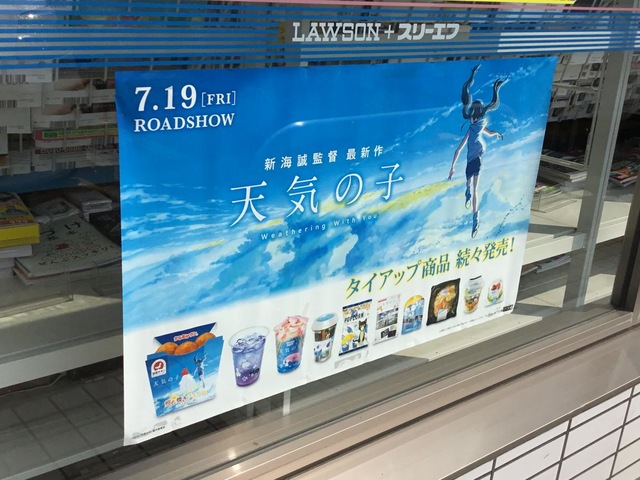 LAWSON + スリーエフ
7.19 [FRI]
ROADSHOW
新海誠監督 最新作
天気の子
Weathering With You
タイアップ商品 続々発売!
天気の子
POPCORN